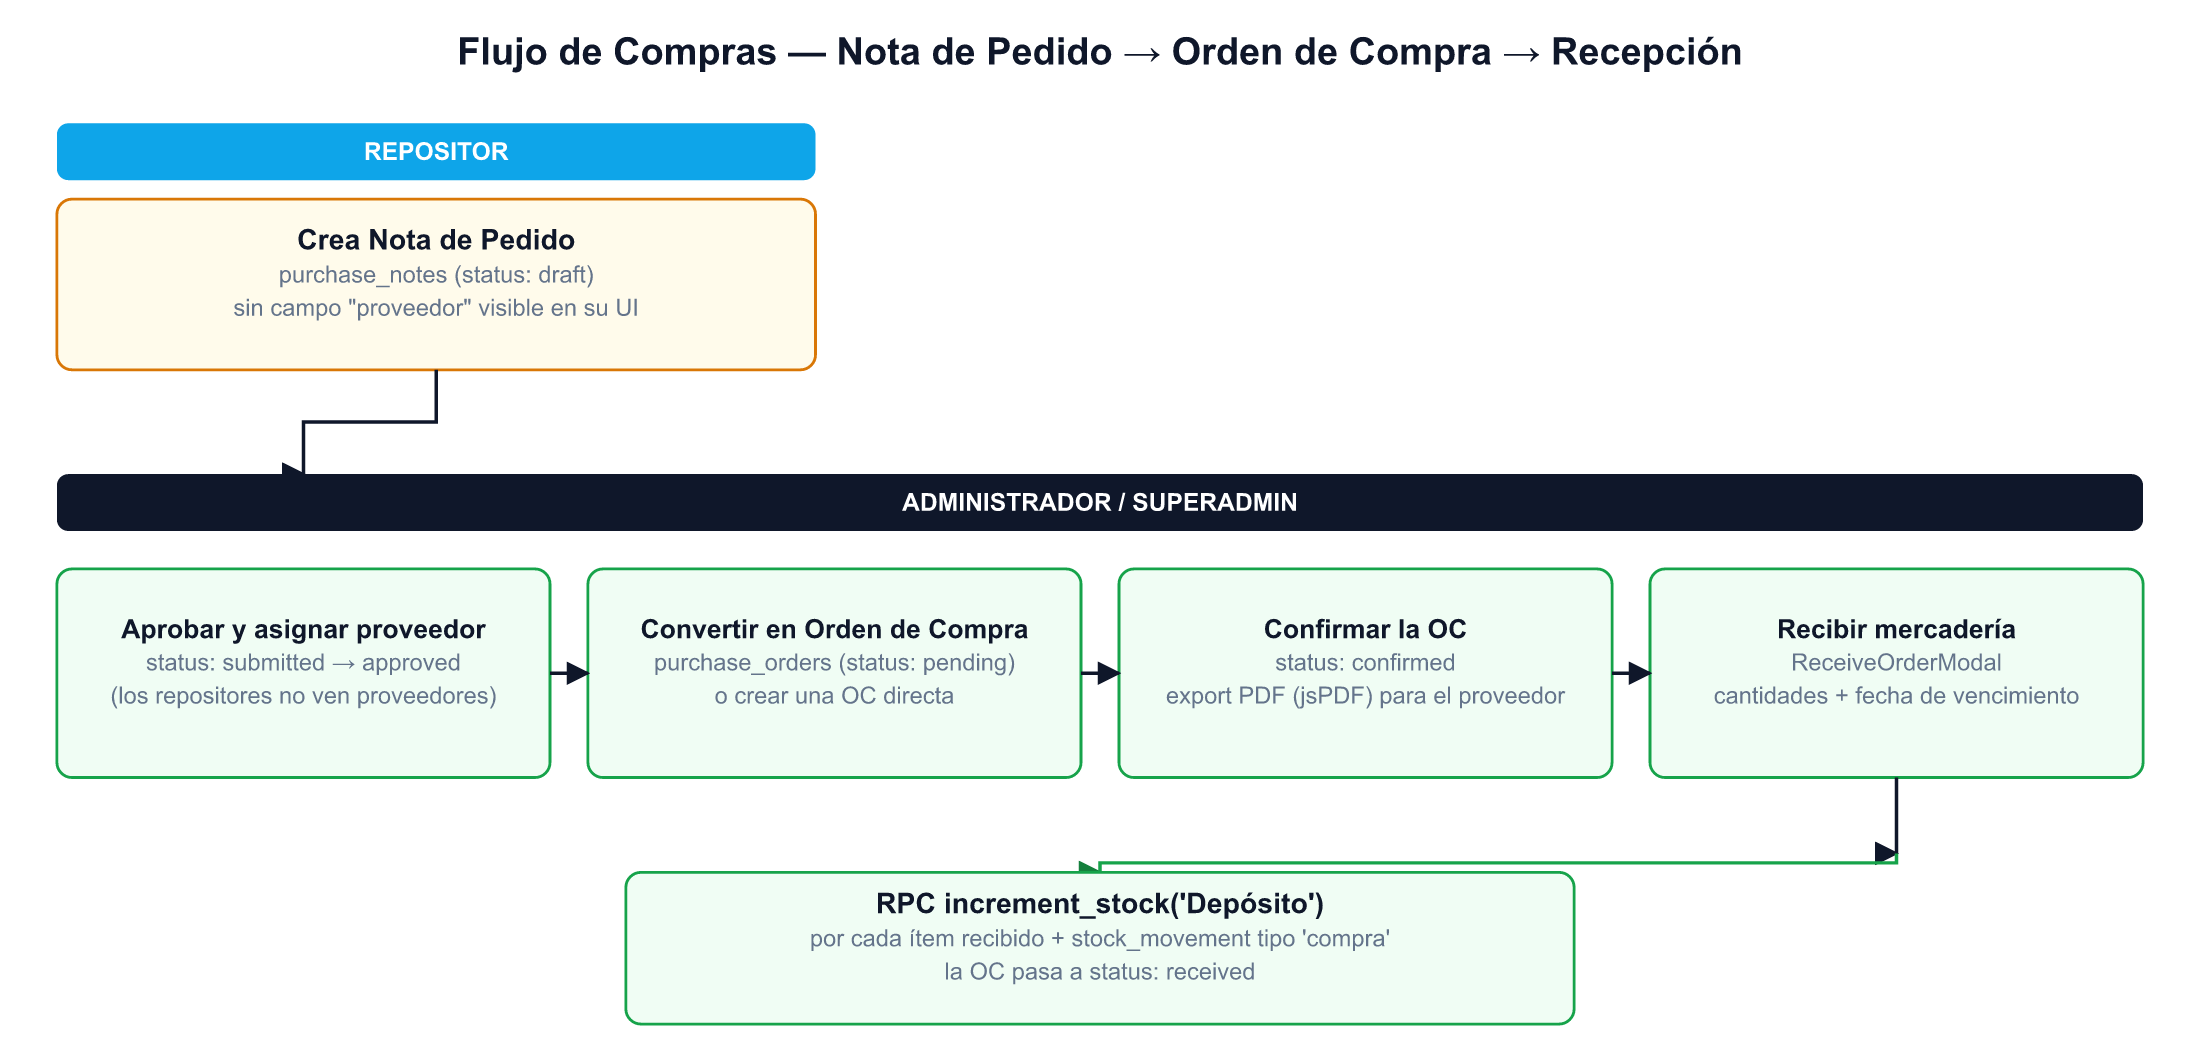 Flujo de Compras — Nota de Pedido → Orden de Compra → Recepción
REPOSITOR
Crea Nota de Pedido
purchase_notes (status: draft)
sin campo "proveedor" visible en su UI
ADMINISTRADOR / SUPERADMIN
Aprobar y asignar proveedor
status: submitted → approved
(los repositores no ven proveedores)
Convertir en Orden de Compra
purchase_orders (status: pending)
o crear una OC directa
Confirmar la OC
status: confirmed
export PDF (jsPDF) para el proveedor
Recibir mercadería
ReceiveOrderModal
cantidades + fecha de vencimiento
RPC increment_stock('Depósito')
por cada ítem recibido + stock_movement tipo 'compra'
la OC pasa a status: received